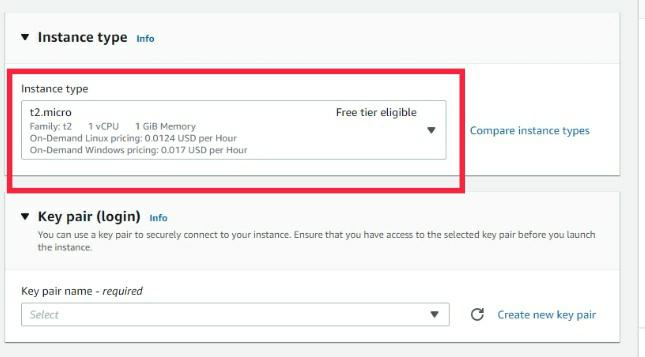 Instance type Info
Instance type
t2.micro Free tier eligible
Family: t2 1 vCPU 1 GiB Memory
On-Demand Linux pricing: 0.0124 USD per Hour
On-Demand Windows pricing: 0.017 USD per Hour
Compare instance types
Key pair (login) Info
You can use a key pair to securely connect to your instance. Ensure that you have access to the selected key pair before you launch
the instance.
Key pair name - required
Select
Create new key pair